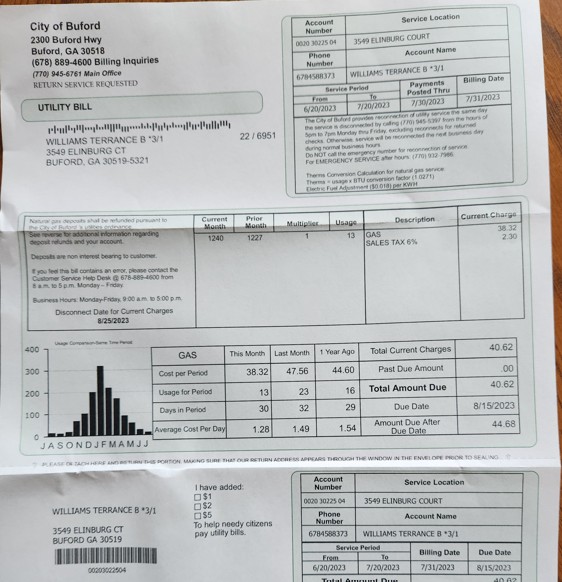 City of Buford
2300 Buford Hwy
Buford, GA 30518
(678) 889-4600 Billing Inquiries
(770) 945-6761 Main Office
RETURN SERVICE REQUESTED
UTILITY BILL
WILLIAMS TERRANCE B *3/1
3549 ELINBURG CT
BUFORD, GA 30519-5321
22 / 6951
Account Number
Service Location
0020 30225 04
3549 ELINBURG COURT
Phone Number
Account Name
6784588373
WILLIAMS TERRANCE B *3/1
Service Period
Payments Posted Thru
Billing Date
From
To
6/20/2023
7/20/2023
7/30/2023
7/31/2023
The City of Buford provides reconnection of utility service the same day
the service is disconnected by calling (770) 945-5397 from the hours of
5pm to 7pm Monday thru Friday, excluding reconnects for returned
checks. Otherwise, service will be reconnected the next business day
during normal business hours.
Do NOT call the emergency number for reconnection of service.
For EMERGENCY SERVICE after hours (770) 932-7986.
Therms Conversion Calculation for natural gas service:
Therms = usage x BTU conversion factor (1.0271)
Electric Fuel Adjustment ($0.018) per KWH
Natural gas deposits shall be refunded pursuant to
the City of Buford's utilities ordinance.
See reverse for additional information regarding
deposit refunds and your account.
Deposits are non interest bearing to customer.
If you feel this bill contains an error, please contact the
Customer Service Help Desk @ 678-889-4600 from
8 a.m. to 5 p.m. Monday – Friday
Business Hours: Monday-Friday, 9:00 a.m. to 5:00 p.m.
Disconnect Date for Current Charges
8/25/2023
Current Month
Prior Month
Multiplier
Usage
Description
Current Charge
1240
1227
1
13
GAS
38.32
SALES TAX 6%
2.30
Usage Comparison-Same Time Period
400
300
200
100
0
J A S O N D J F M A M J J
GAS
This Month
Last Month
1 Year Ago
Cost per Period
38.32
47.56
44.60
Usage for Period
13
23
16
Days in Period
30
32
29
Average Cost Per Day
1.28
1.49
1.54
Total Current Charges
40.62
Past Due Amount
.00
Total Amount Due
40.62
Due Date
8/15/2023
Amount Due After Due Date
44.68
PLEASE DETACH HERE AND RETURN THIS PORTION, MAKING SURE THAT OUR RETURN ADDRESS APPEARS THROUGH THE WINDOW IN THE ENVELOPE PRIOR TO SEALING
WILLIAMS TERRANCE B *3/1
3549 ELINBURG CT
BUFORD GA 30519
00203022504
I have added:
$1
$2
$5
To help needy citizens
pay utility bills.
Account Number
Service Location
0020 30225 04
3549 ELINBURG COURT
Phone Number
Account Name
6784588373
WILLIAMS TERRANCE B *3/1
Service Period
Billing Date
Due Date
From
To
6/20/2023
7/20/2023
7/31/2023
8/15/2023
Total Amount Due
40.62